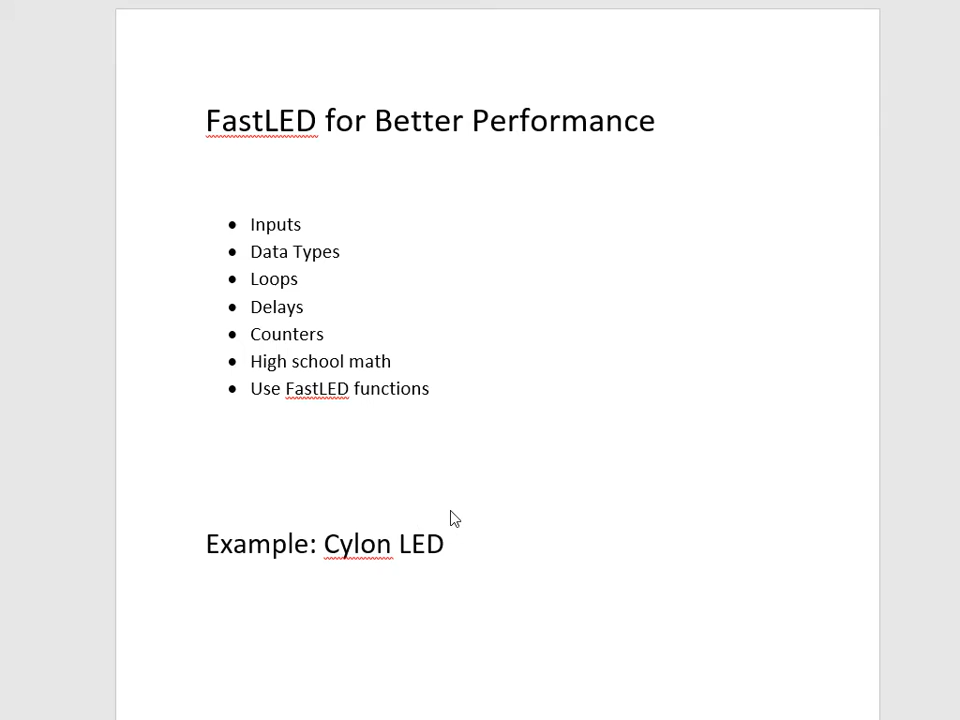 FastLED for Better Performance
• Inputs
• Data Types
• Loops
• Delays
• Counters
• High school math
• Use FastLED functions
Example: Cylon LED